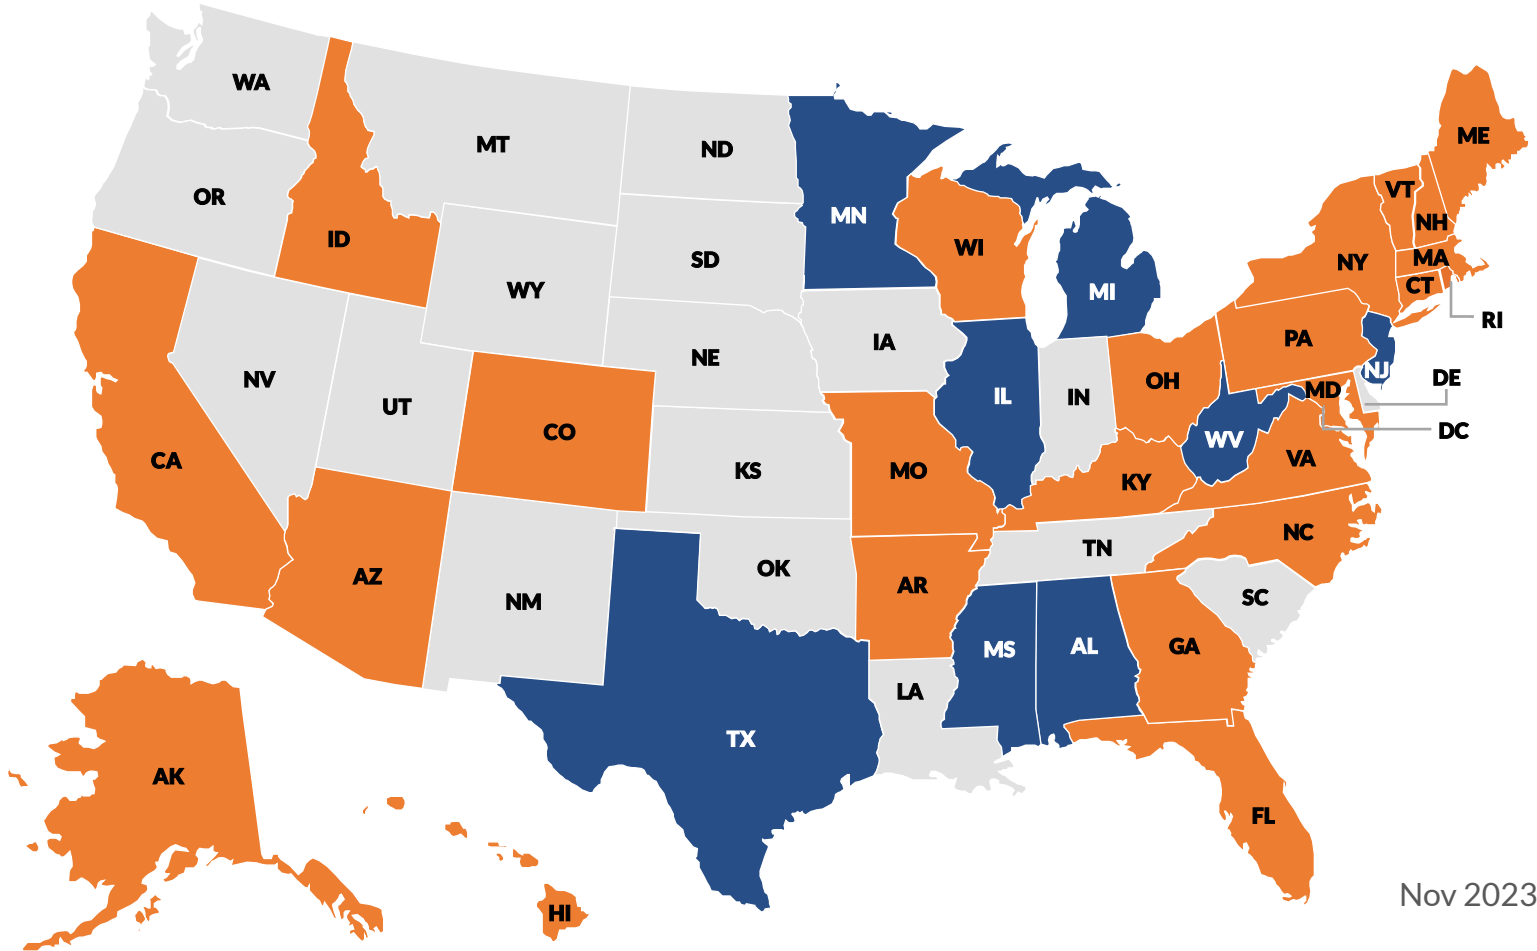 WA
MT
ND
ME
OR
ID
MN
VT
NH
WI
SD
WY
MI
NY
MA
CT
RI
IA
NE
PA
NV
UT
NJ
DE
OH
MD
IL
IN
CO
DC
WV
CA
KS
MO
VA
KY
NC
TN
AZ
OK
AR
NM
SC
MS
AL
GA
LA
TX
AK
FL
HI
Nov 2023